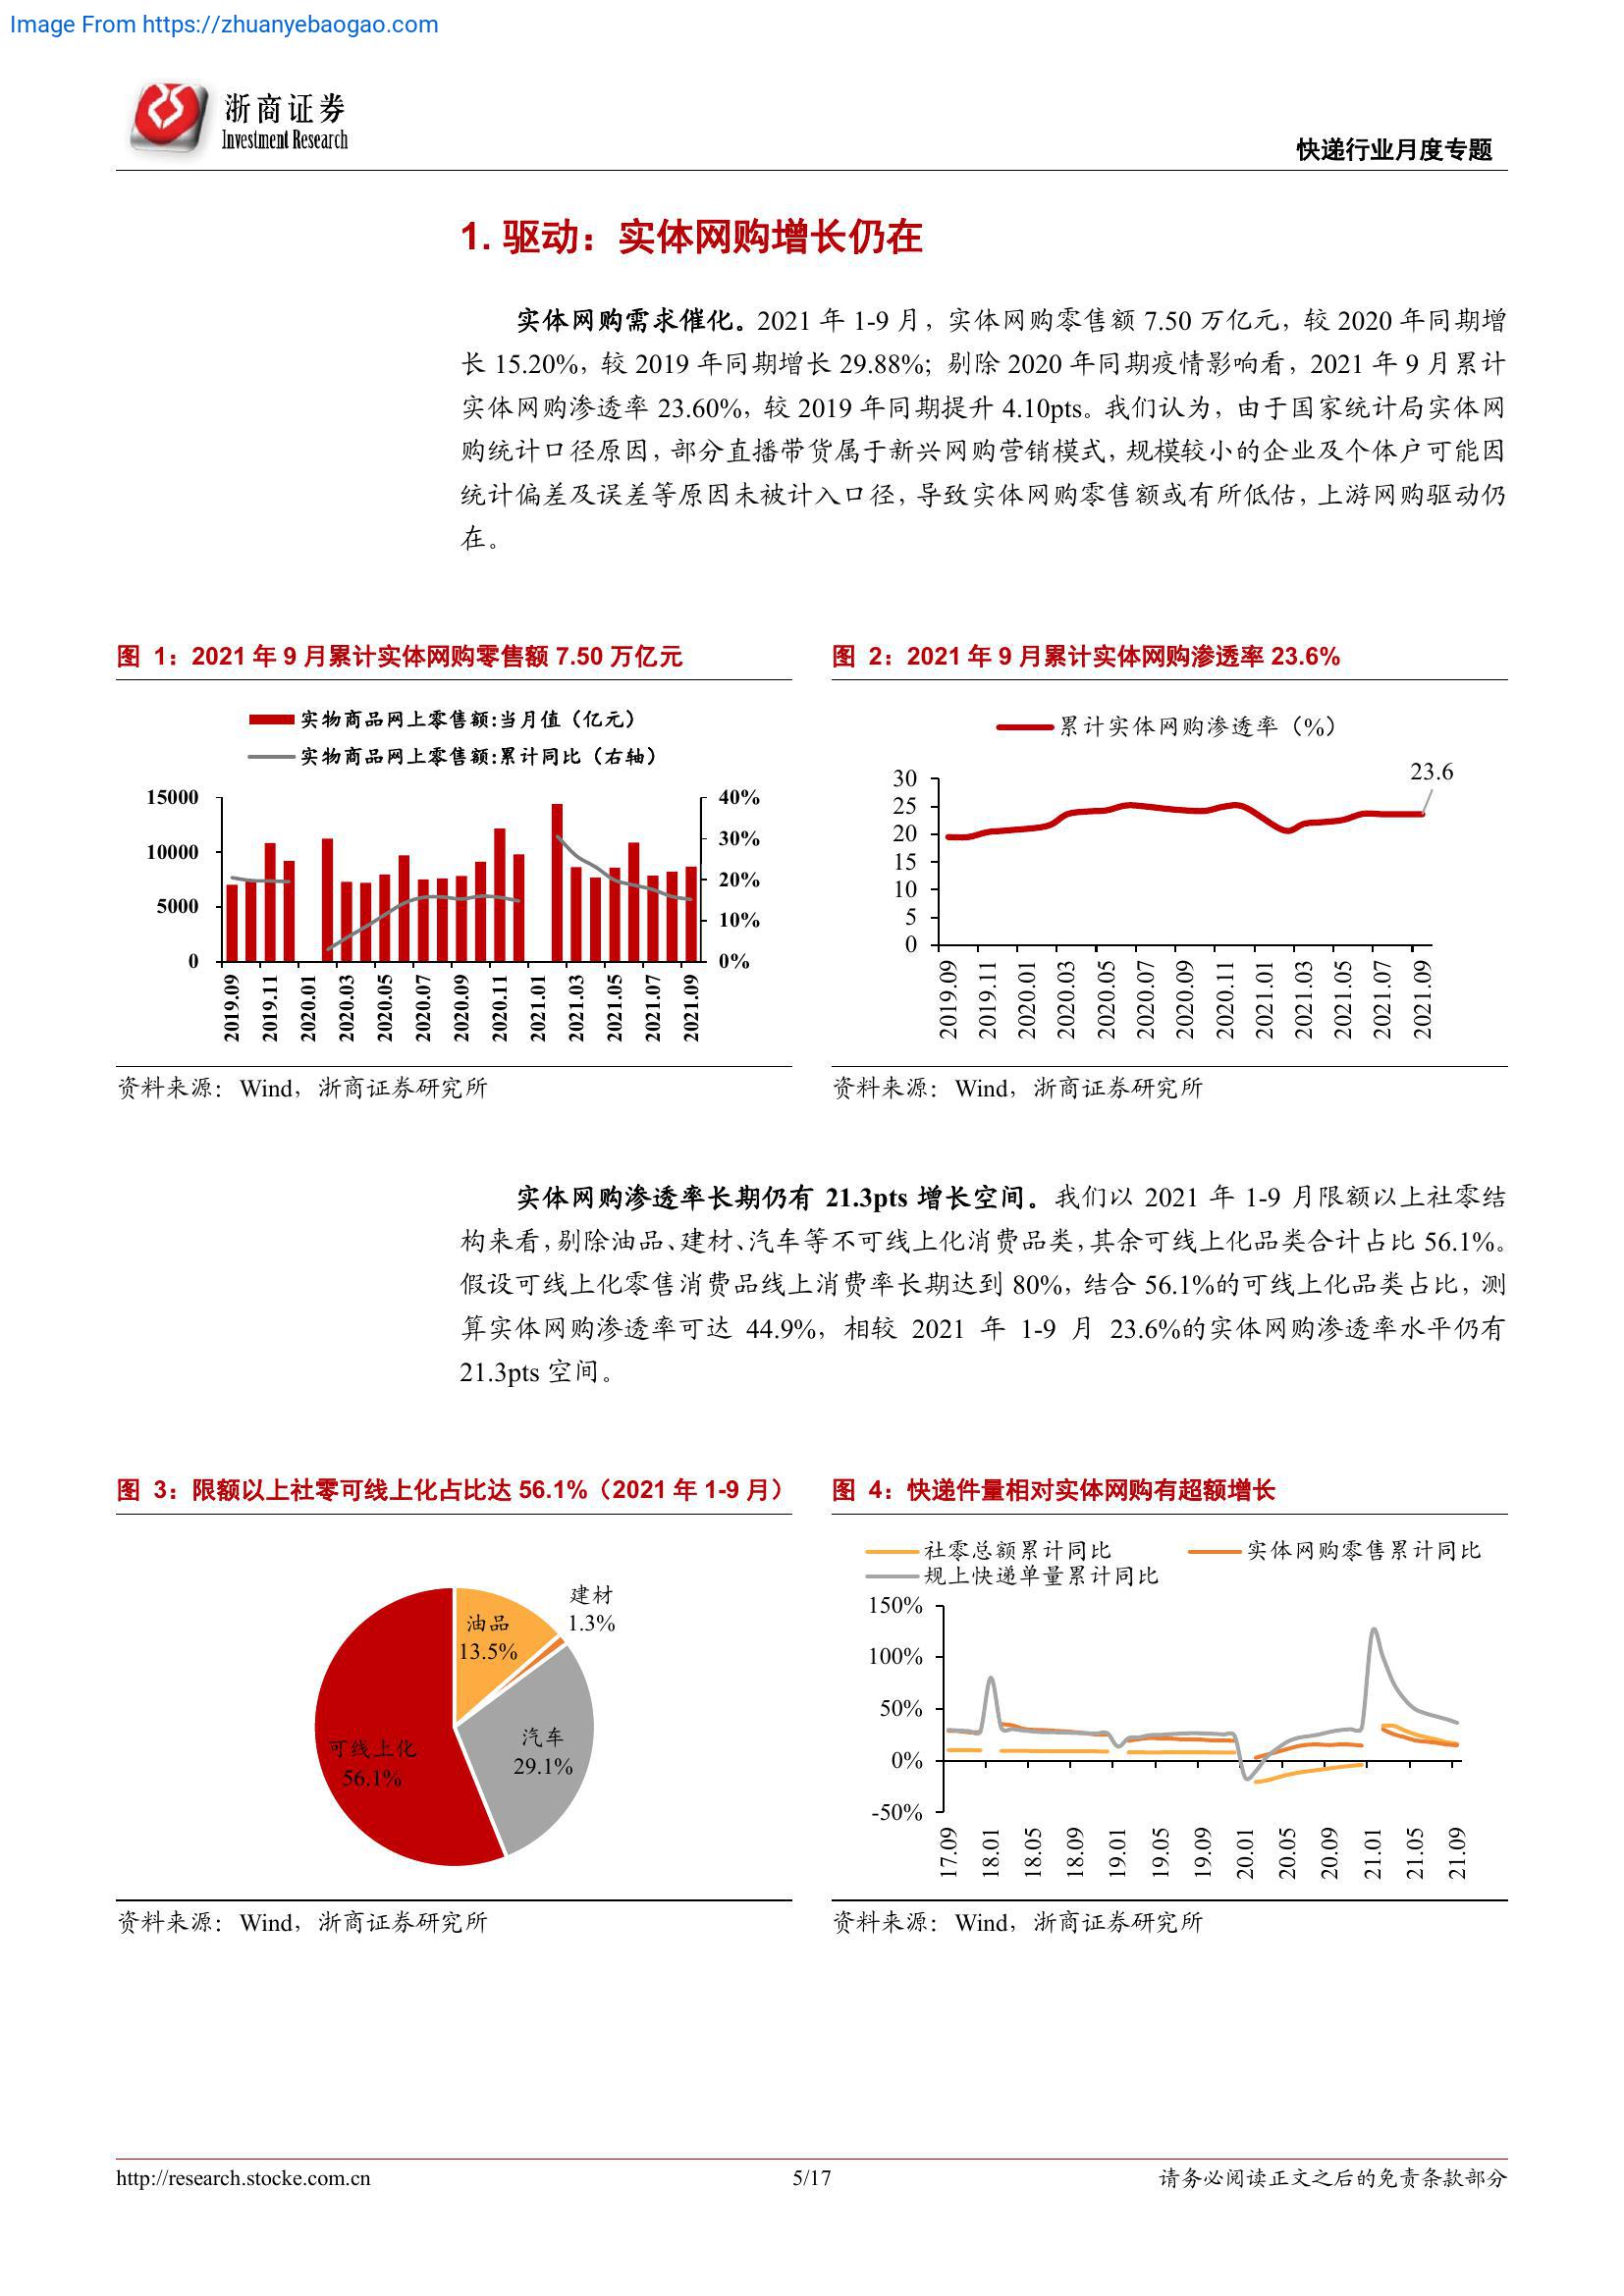 Image From https://zhuanyebaogao.com
浙商证券
Investment Research
快递行业月度专题
1. 驱动：实体网购增长仍在
实体网购需求催化。2021 年 1-9 月，实体网购零售额 7.50 万亿元，较 2020 年同期增
长 15.20%，较 2019 年同期增长 29.88%；剔除 2020 年同期疫情影响看，2021 年 9 月累计
实体网购渗透率 23.60%，较 2019 年同期提升 4.10pts。我们认为，由于国家统计局实体网
购统计口径原因，部分直播带货属于新兴网购营销模式，规模较小的企业及个体户可能因
统计偏差及误差等原因未被计入口径，导致实体网购零售额或有所低估，上游网购驱动仍
在。
图 1：2021 年 9 月累计实体网购零售额 7.50 万亿元
实物商品网上零售额:当月值（亿元）
实物商品网上零售额:累计同比（右轴）
15000
10000
5000
0
40%
30%
20%
10%
0%
2019.09
2019.11
2020.01
2020.03
2020.05
2020.07
2020.09
2020.11
2021.01
2021.03
2021.05
2021.07
2021.09
资料来源：Wind，浙商证券研究所
图 2：2021 年 9 月累计实体网购渗透率 23.6%
累计实体网购渗透率（%）
23.6
30
25
20
15
10
5
0
2019.09
2019.11
2020.01
2020.03
2020.05
2020.07
2020.09
2020.11
2021.01
2021.03
2021.05
2021.07
2021.09
资料来源：Wind，浙商证券研究所
实体网购渗透率长期仍有 21.3pts 增长空间。我们以 2021 年 1-9 月限额以上社零结
构来看，剔除油品、建材、汽车等不可线上化消费品类，其余可线上化品类合计占比 56.1%。
假设可线上化零售消费品线上消费率长期达到 80%，结合 56.1%的可线上化品类占比，测
算实体网购渗透率可达 44.9%，相较 2021 年 1-9 月 23.6%的实体网购渗透率水平仍有
21.3pts 空间。
图 3：限额以上社零可线上化占比达 56.1%（2021 年 1-9 月）
建材
1.3%
油品
13.5%
汽车
29.1%
可线上化
56.1%
资料来源：Wind，浙商证券研究所
图 4：快递件量相对实体网购有超额增长
社零总额累计同比
实体网购零售累计同比
规上快递单量累计同比
150%
100%
50%
0%
-50%
17.09
18.01
18.05
18.09
19.01
19.05
19.09
20.01
20.05
20.09
21.01
21.05
21.09
资料来源：Wind，浙商证券研究所
http://research.stocke.com.cn
5/17
请务必阅读正文之后的免责条款部分